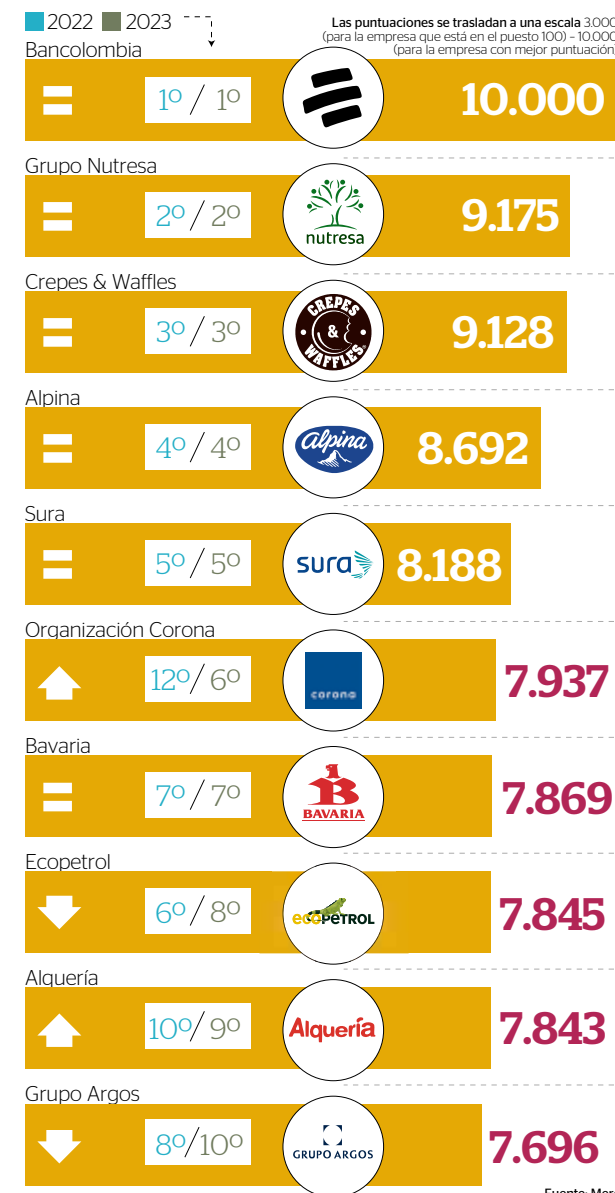 2022 2023
Las puntuaciones se trasladan a una escala 3.000
(para la empresa que está en el puesto 100) - 10.000
(para la empresa con mejor puntuación)
Bancolombia
1º / 1º
10.000
Grupo Nutresa
2º / 2º
nutresa
9.175
Crepes & Waffles
3º / 3º
CREPES
&
WAFFLES
9.128
Alpina
4º / 4º
alpina
8.692
Sura
5º / 5º
sura
8.188
Organización Corona
12º / 6º
corona
7.937
Bavaria
7º / 7º
B
BAVARIA
7.869
Ecopetrol
6º / 8º
ecopetrol
7.845
Alquería
10º / 9º
Alquería
7.843
Grupo Argos
8º/10º
GRUPO ARGOS
7.696
Fuente: